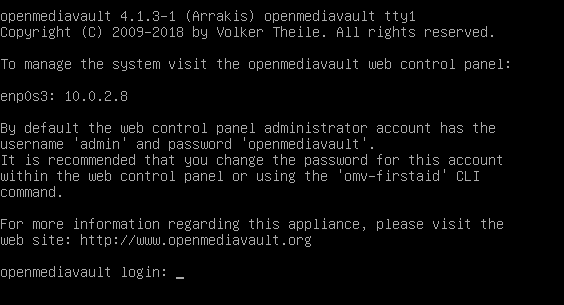 openmediavault 4.1.3-1 (Arrakis) openmediavault tty1
Copyright (C) 2009-2018 by Volker Theile. All rights reserved.
To manage the system visit the openmediavault web control panel:
enp0s3: 10.0.2.8
By default the web control panel administrator account has the
username 'admin' and password 'openmediavault'.
It is recommended that you change the password for this account
within the web control panel or using the 'omv-firstaid' CLI
command.
For more information regarding this appliance, please visit the
web site: http://www.openmediavault.org
openmediavault login: _